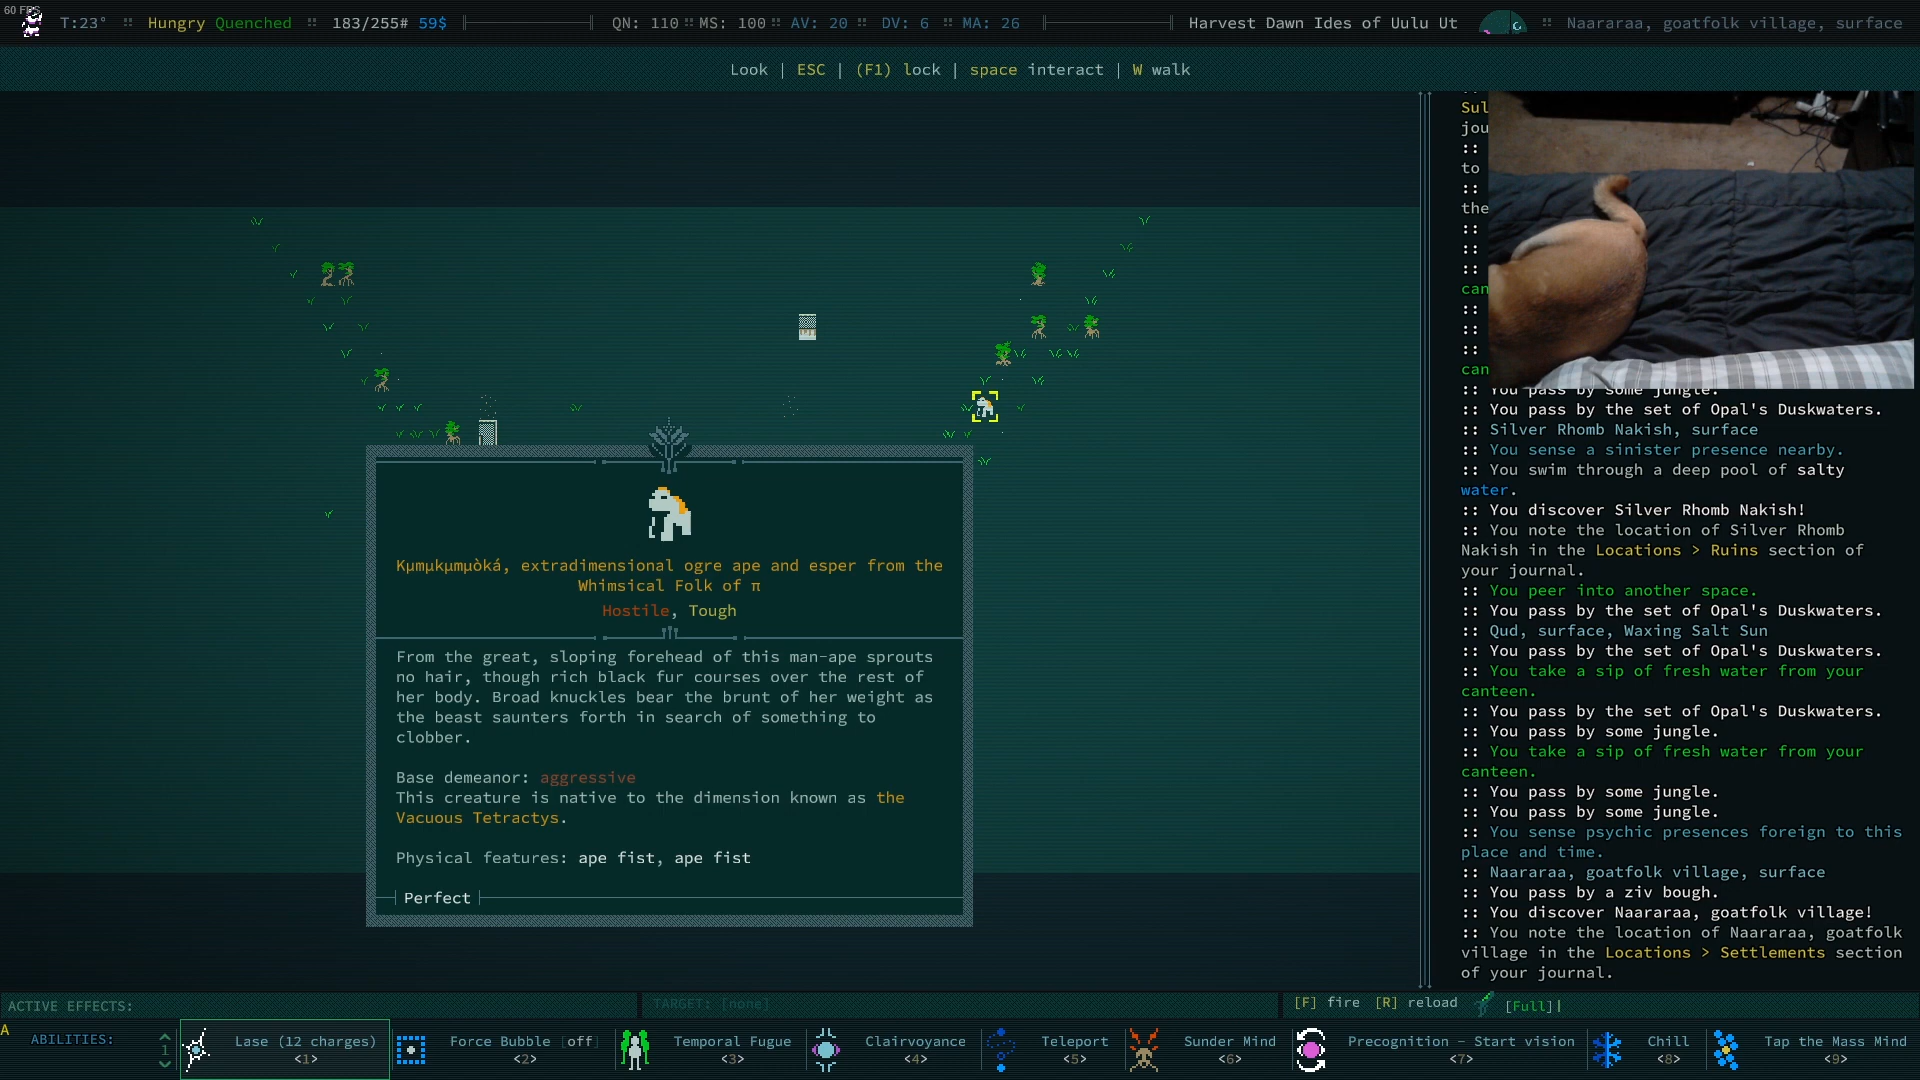 60 FPS
T:23° :: Hungry Quenched :: 183/255# 59$ QN: 110 :: MS: 100 :: AV: 20 :: DV: 6 :: MA: 26 Harvest Dawn Ides of Uulu Ut :: Naararaa, goatfolk village, surface
Look | ESC | (F1) lock | space interact | W walk
Sul
jou
::
to
::
the
::
::
::
can
::
::
::
can
:: You pass by some jungle.
:: You pass by the set of Opal's Duskwaters.
:: Silver Rhomb Nakish, surface
:: You sense a sinister presence nearby.
:: You swim through a deep pool of salty
water.
:: You discover Silver Rhomb Nakish!
:: You note the location of Silver Rhomb
Nakish in the Locations > Ruins section of
your journal.
:: You peer into another space.
:: You pass by the set of Opal's Duskwaters.
:: Qud, surface, Waxing Salt Sun
:: You pass by the set of Opal's Duskwaters.
:: You take a sip of fresh water from your
canteen.
:: You pass by the set of Opal's Duskwaters.
:: You pass by some jungle.
:: You take a sip of fresh water from your
canteen.
:: You pass by some jungle.
:: You pass by some jungle.
:: You sense psychic presences foreign to this
place and time.
:: Naararaa, goatfolk village, surface
:: You pass by a ziv bough.
:: You discover Naararaa, goatfolk village!
:: You note the location of Naararaa, goatfolk
village in the Locations > Settlements section
of your journal.
Kμmμkμmμòká, extradimensional ogre ape and esper from the
Whimsical Folk of π
Hostile, Tough
From the great, sloping forehead of this man-ape sprouts
no hair, though rich black fur courses over the rest of
her body. Broad knuckles bear the brunt of her weight as
the beast saunters forth in search of something to
clobber.
Base demeanor: aggressive
This creature is native to the dimension known as the
Vacuous Tetractys.
Physical features: ape fist, ape fist
Perfect
ACTIVE EFFECTS:
TARGET: [none]
[F] fire [R] reload [Full]
A
ABILITIES:
1
Lase (12 charges)
<1>
Force Bubble [off]
<2>
Temporal Fugue
<3>
Clairvoyance
<4>
Teleport
<5>
Sunder Mind
<6>
Precognition - Start vision
<7>
Chill
<8>
Tap the Mass Mind
<9>